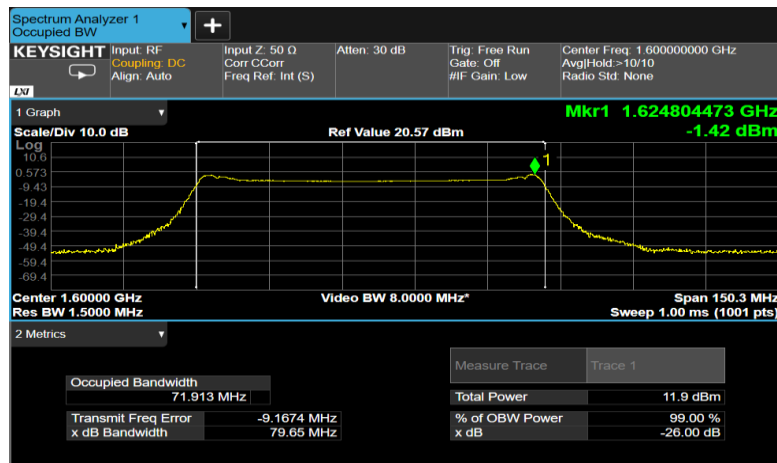 Spectrum Analyzer 1
Occupied BW
+
KEYSIGHT
LXI
Input: RF
Coupling: DC
Align: Auto
Input Z: 50 Ω
Corr CCorr
Freq Ref: Int (S)
Atten: 30 dB
Trig: Free Run
Gate: Off
#IF Gain: Low
Center Freq: 1.600000000 GHz
Avg|Hold:>10/10
Radio Std: None
1 Graph
Mkr1 1.624804473 GHz
Scale/Div 10.0 dB
Ref Value 20.57 dBm
-1.42 dBm
Log
10.6
0.573
-9.43
-19.4
-29.4
-39.4
-49.4
-59.4
-69.4
1
Center 1.60000 GHz
Video BW 8.0000 MHz*
Span 150.3 MHz
Res BW 1.5000 MHz
Sweep 1.00 ms (1001 pts)
2 Metrics
Measure Trace
Trace 1
Occupied Bandwidth
71.913 MHz
Total Power
11.9 dBm
Transmit Freq Error
-9.1674 MHz
% of OBW Power
99.00 %
x dB Bandwidth
79.65 MHz
x dB
-26.00 dB